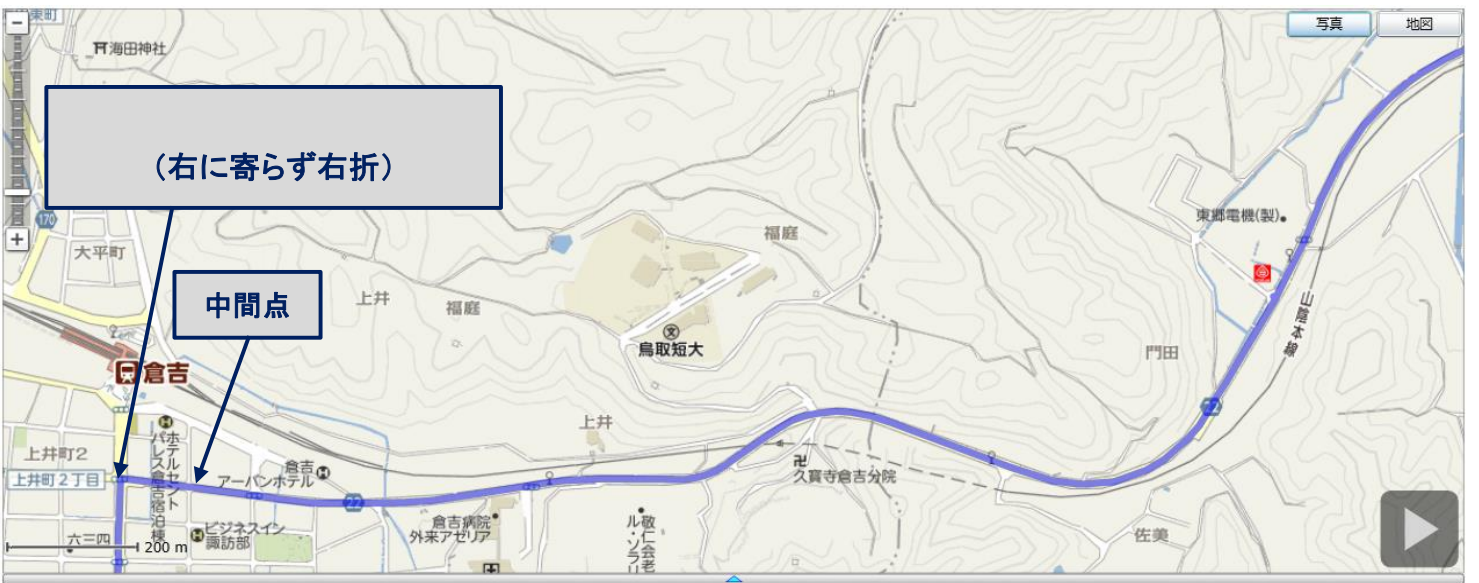 東町
写真
地図
海田神社
(右に寄らず右折)
170
大平町
福庭
東郷電機(製)
中間点
上井
福庭
山陰本線
鳥取短大
門田
倉吉
22
上井
上井町2
ホテルセント
パレス倉吉宿泊棟
倉吉
アーバンホテル
久寶寺倉吉分院
上井町2丁目
22
倉吉病院
外来アゼリア
敬仁会老
ル・ソラリ
ビジネスイン
諏訪部
佐美
六三四
200 m